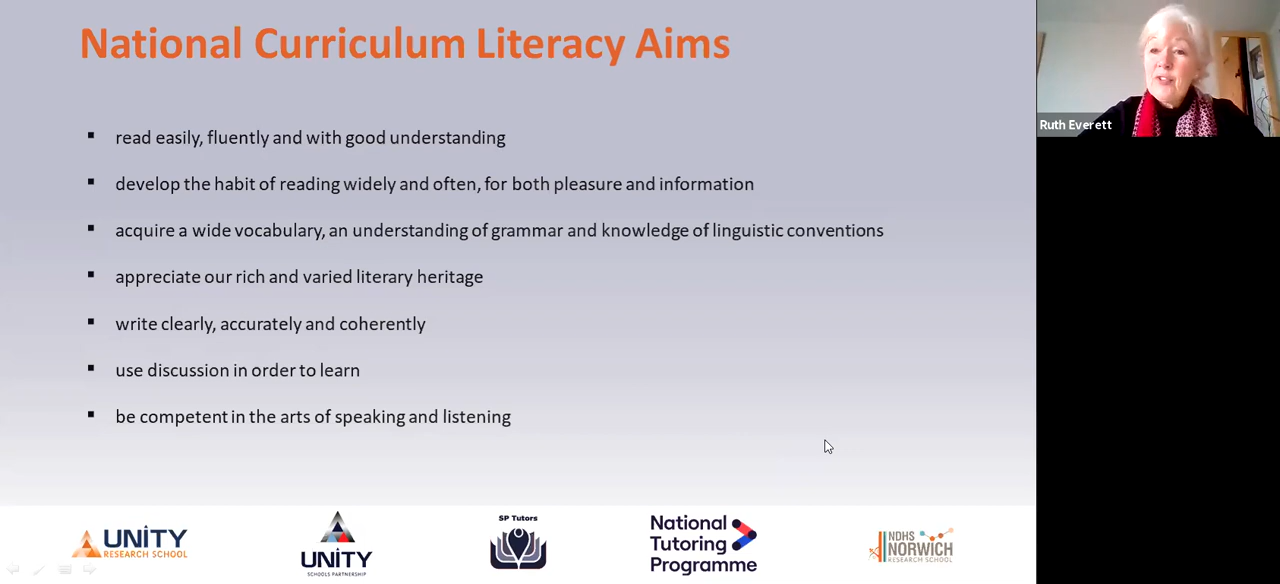 National Curriculum Literacy Aims
read easily, fluently and with good understanding
develop the habit of reading widely and often, for both pleasure and information
acquire a wide vocabulary, an understanding of grammar and knowledge of linguistic conventions
appreciate our rich and varied literary heritage
write clearly, accurately and coherently
use discussion in order to learn
be competent in the arts of speaking and listening
Ruth Everett
UNITY
RESEARCH SCHOOL
UNITY
SCHOOLS PARTNERSHIP
SP Tutors
National
Tutoring
Programme
NDHS
NORWICH
RESEARCH SCHOOL